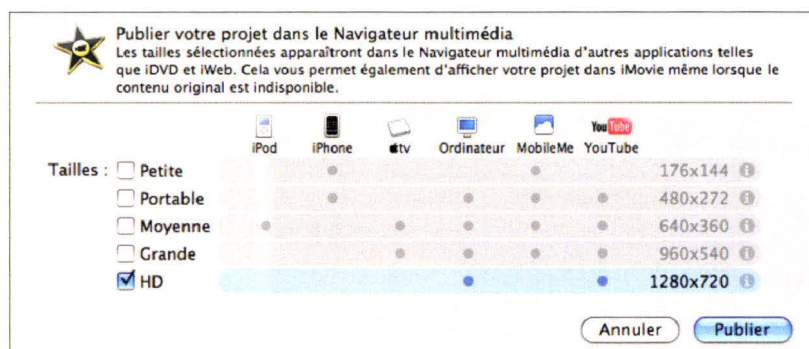 Publier votre projet dans le Navigateur multimédia
Les tailles sélectionnées apparaîtront dans le Navigateur multimédia d'autres applications telles
que iDVD et iWeb. Cela vous permet également d'afficher votre projet dans iMovie même lorsque le
contenu original est indisponible.
iPod iPhone tv Ordinateur MobileMe YouTube
YouTube
Tailles : Petite 176x144
Portable 480x272
Moyenne 640x360
Grande 960x540
HD 1280x720
Annuler Publier